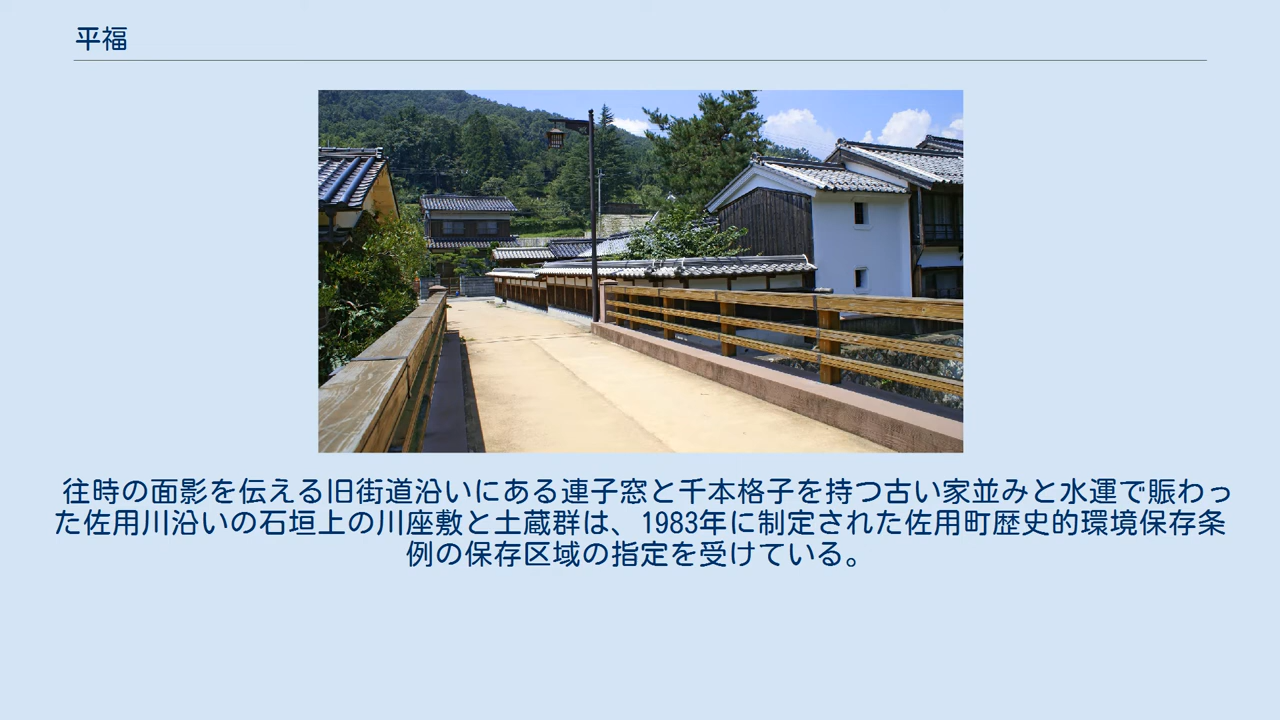 平福
往時の面影を伝える旧街道沿いにある連子窓と千本格子を持つ古い家並みと水運で賑わっ
た佐用川沿いの石垣上の川座敷と土蔵群は、1983年に制定された佐用町歴史的環境保存条
例の保存区域の指定を受けている。